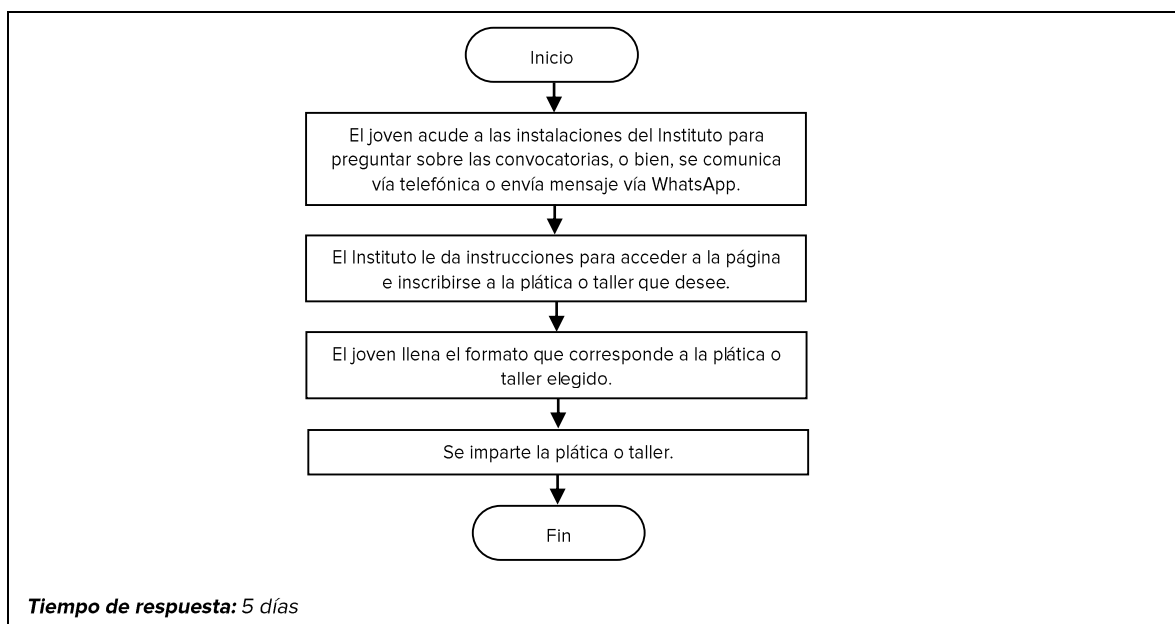 Inicio
El joven acude a las instalaciones del Instituto para
preguntar sobre las convocatorias, o bien, se comunica
vía telefónica o envía mensaje vía WhatsApp.
El Instituto le da instrucciones para acceder a la página
e inscribirse a la plática o taller que desee.
El joven llena el formato que corresponde a la plática o
taller elegido.
Se imparte la plática o taller.
Fin
Tiempo de respuesta: 5 días